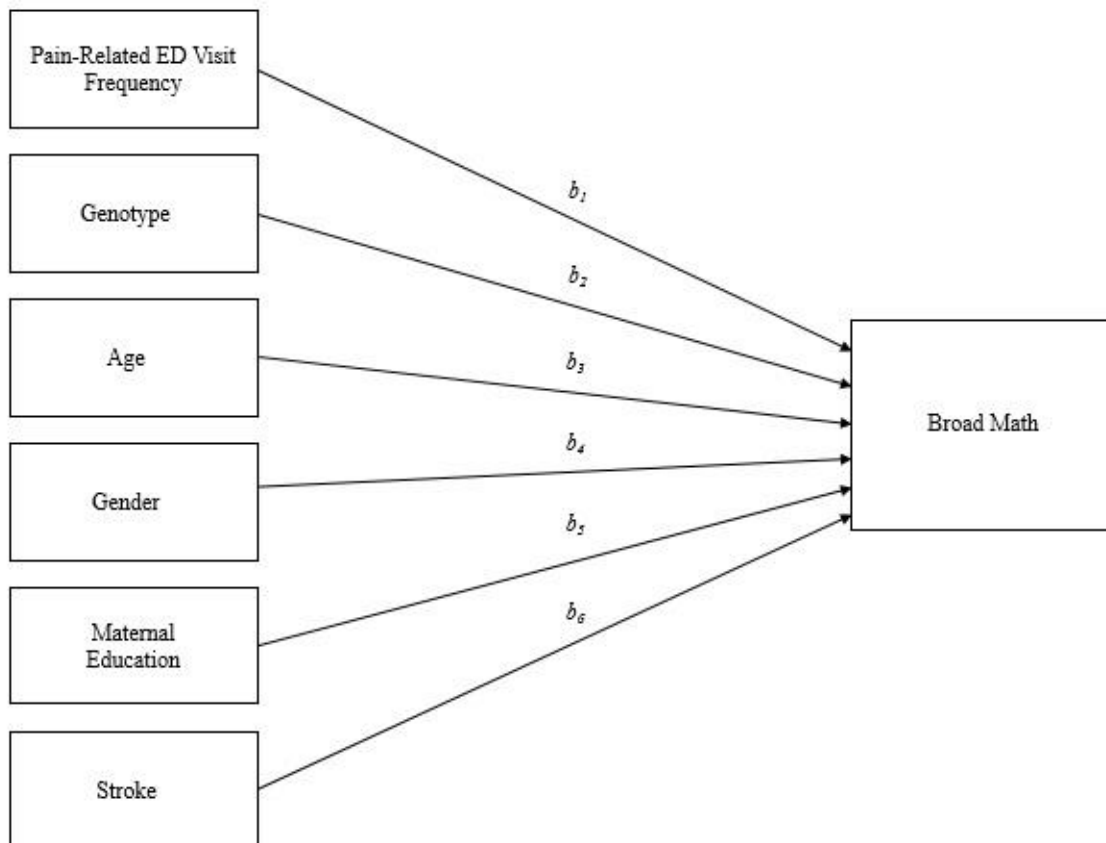 Pain-Related ED Visit
Frequency
b₁
Genotype
b₂
Age
b₃
Broad Math
Gender
b₄
b₅
Maternal
Education
b₆
Stroke